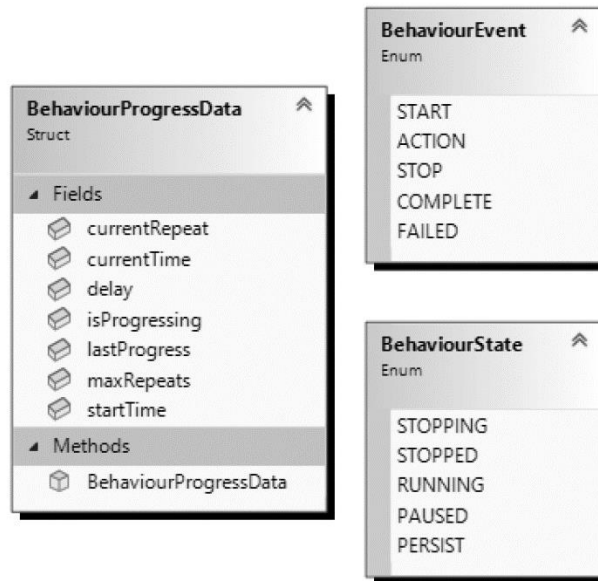 BehaviourProgressData
Struct
Fields
currentRepeat
currentTime
delay
isProgressing
lastProgress
maxRepeats
startTime
Methods
BehaviourProgressData
BehaviourEvent
Enum
START
ACTION
STOP
COMPLETE
FAILED
BehaviourState
Enum
STOPPING
STOPPED
RUNNING
PAUSED
PERSIST